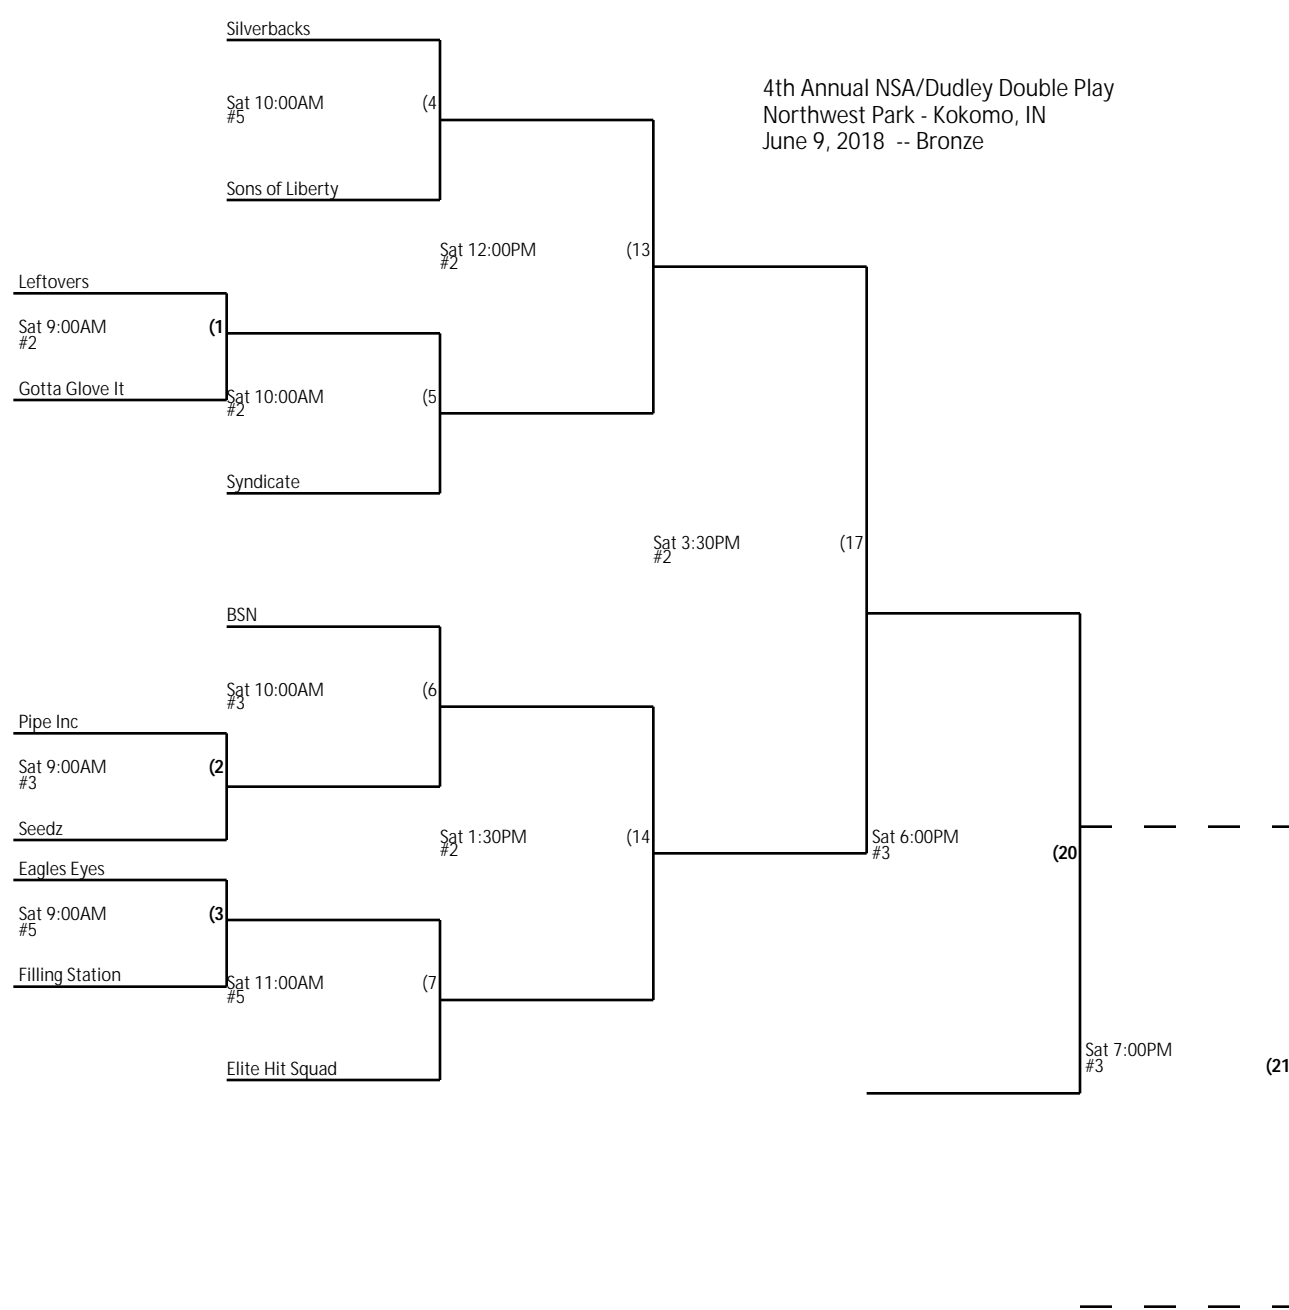 Silverbacks
4th Annual NSA/Dudley Double Play
Northwest Park - Kokomo, IN
June 9, 2018 -- Bronze
Sat 10:00AM (4
#5
Sons of Liberty
Sat 12:00PM (13
#2
Leftovers
Sat 9:00AM (1
#2
Gotta Glove It
Sat 10:00AM (5
#2
Syndicate
Sat 3:30PM (17
#2
BSN
Sat 10:00AM (6
#3
Pipe Inc
Sat 9:00AM (2
#3
Seedz
Sat 1:30PM (14
#2
Sat 6:00PM
#3 (20
Eagles Eyes
Sat 9:00AM (3
#5
Filling Station
Sat 11:00AM (7
#5
Elite Hit Squad
Sat 7:00PM
#3 (21